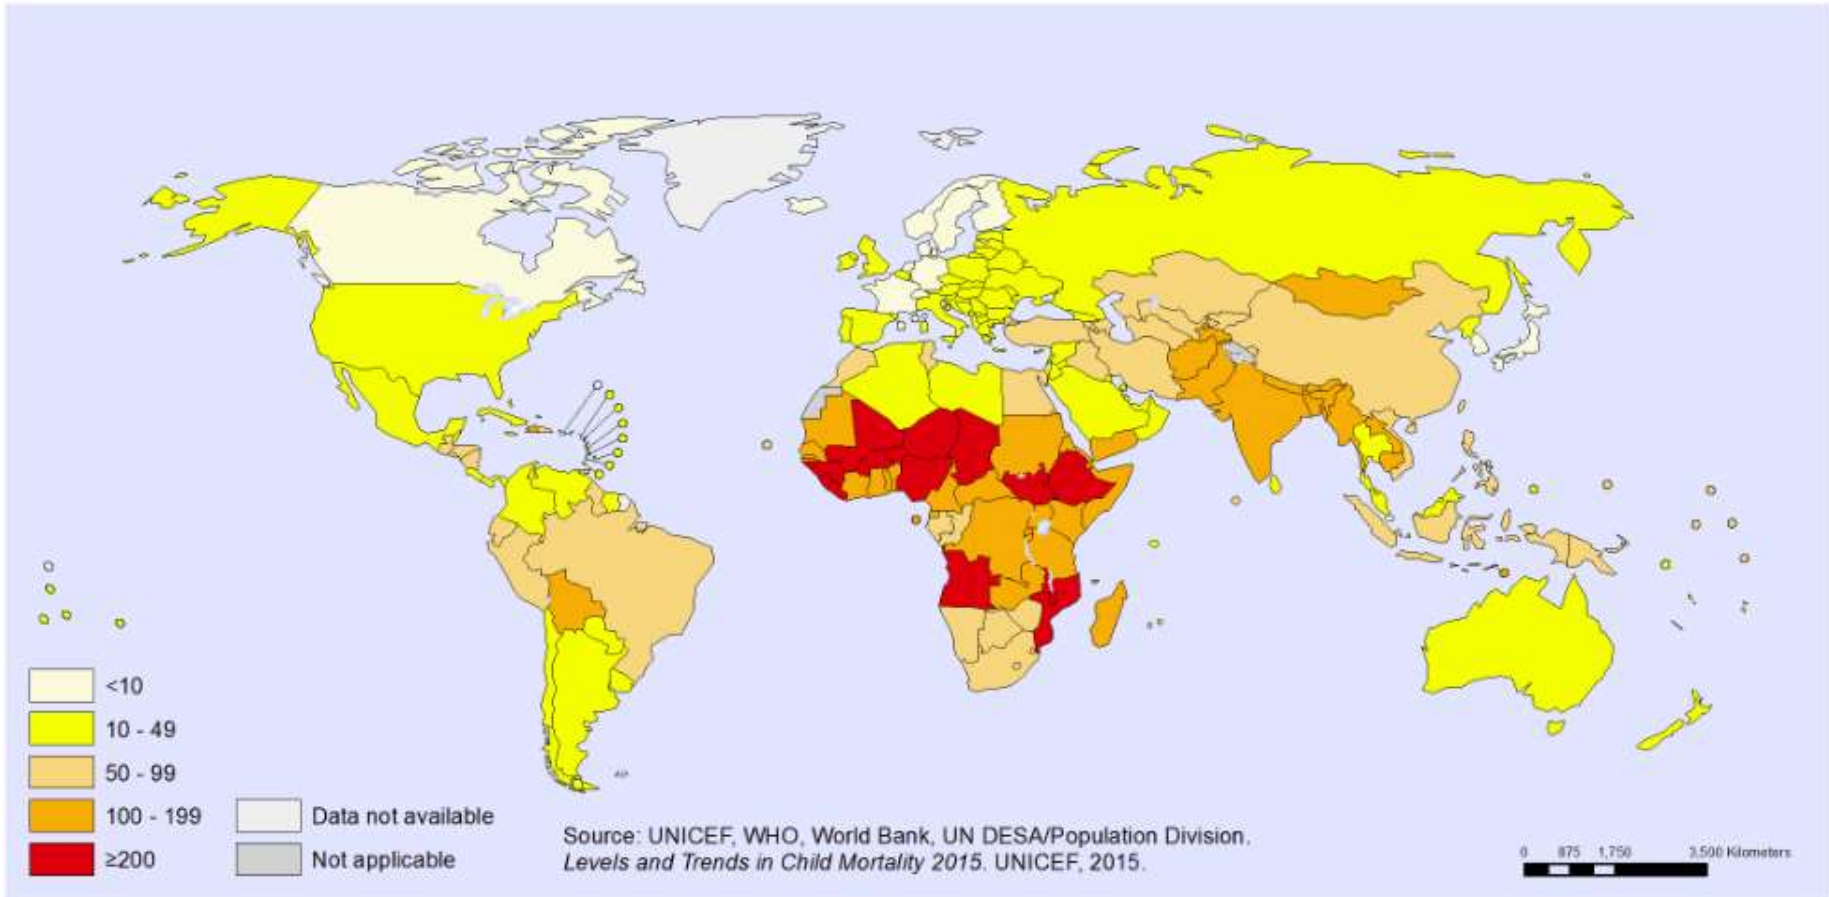 <10
10 - 49
50 - 99
100 - 199
≥200
Data not available
Not applicable
Source: UNICEF, WHO, World Bank, UN DESA/Population Division.
Levels and Trends in Child Mortality 2015. UNICEF, 2015.
0 875 1,750 3,500 Kilometers